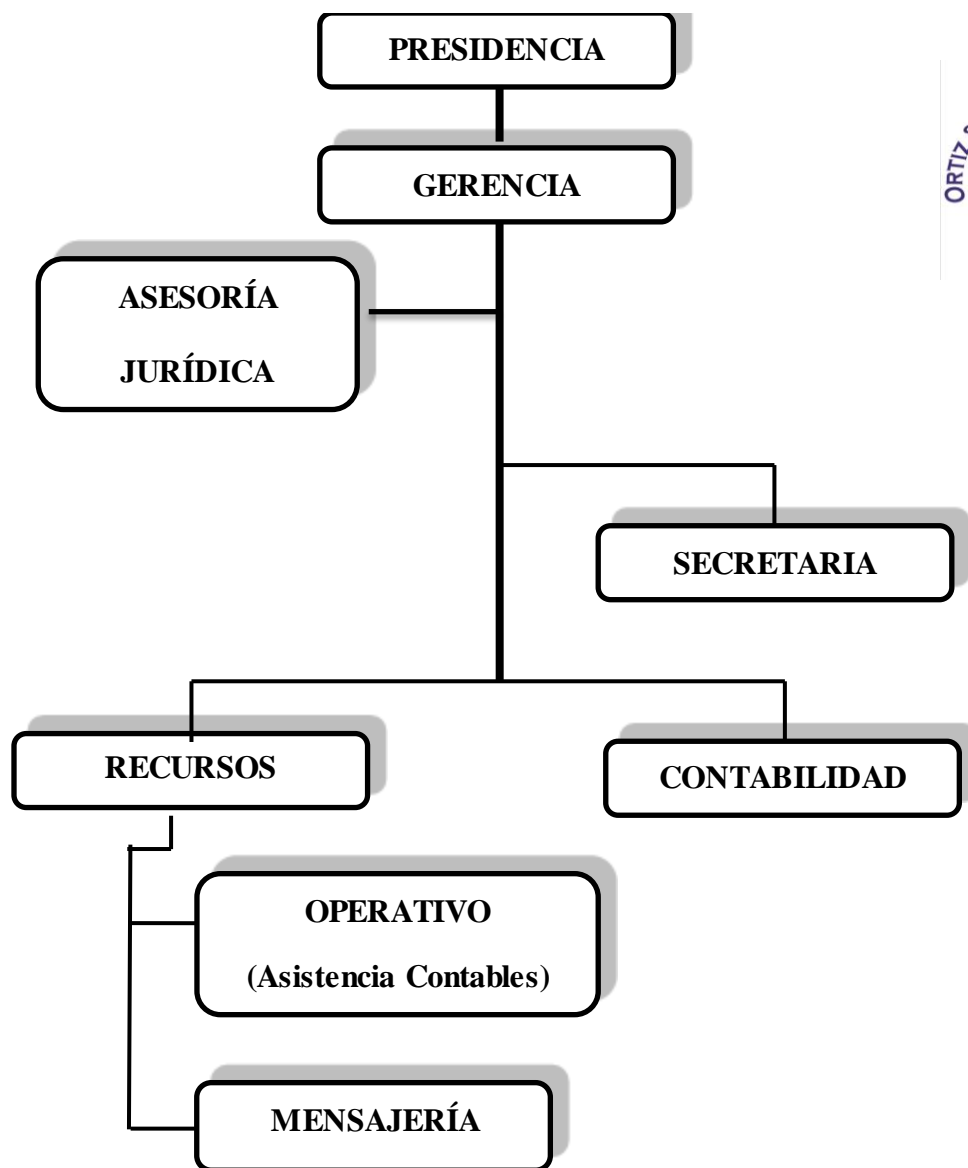 PRESIDENCIA
GERENCIA
ORTIZ
ASESORÍA
JURÍDICA
SECRETARIA
RECURSOS
CONTABILIDAD
OPERATIVO
(Asistencia Contables)
MENSAJERÍA